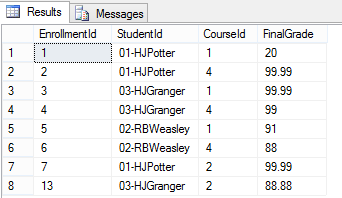 Results Messages
EnrollmentId StudentId CourseId FinalGrade
1 1 01-HJPotter 1 20
2 2 01-HJPotter 4 99.99
3 3 03-HJGranger 1 99.99
4 4 03-HJGranger 4 99
5 5 02-RBWeasley 1 91
6 6 02-RBWeasley 4 88
7 7 01-HJPotter 2 99.99
8 13 03-HJGranger 2 88.88